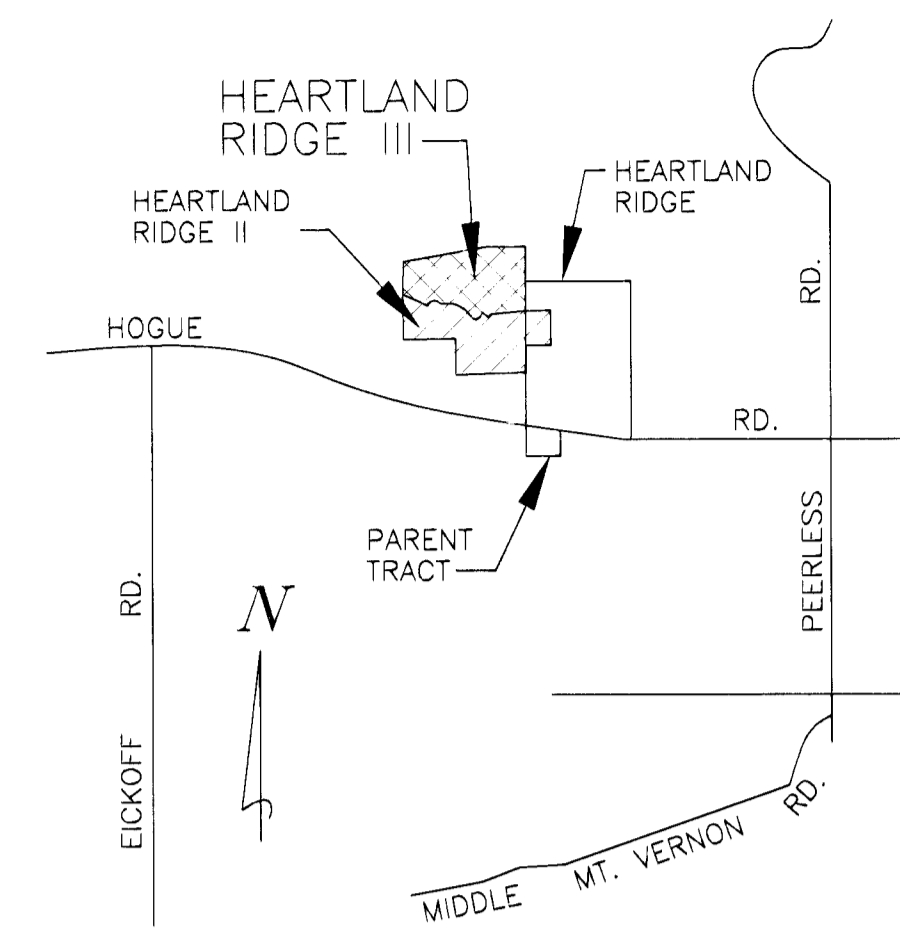 HEARTLAND
RIDGE III
HEARTLAND
RIDGE
HEARTLAND
RIDGE II
RD.
HOGUE
RD.
PEERLESS
PARENT
TRACT
RD.
N
EICKOFF
MIDDLE MT. VERNON RD.